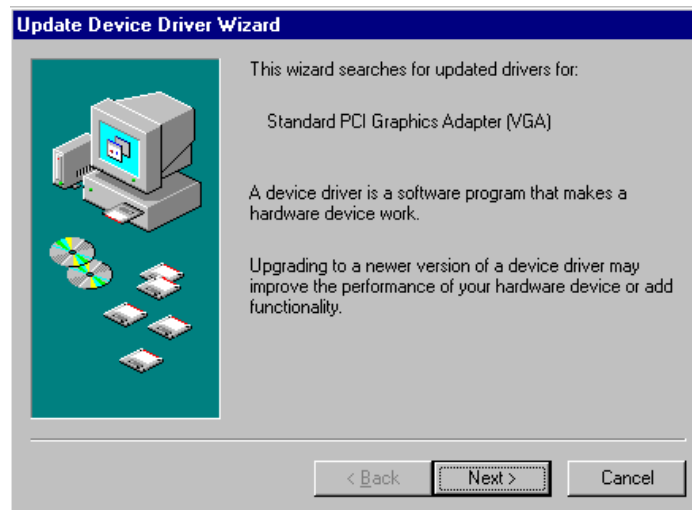 Update Device Driver Wizard
This wizard searches for updated drivers for:
Standard PCI Graphics Adapter (VGA)
A device driver is a software program that makes a
hardware device work.
Upgrading to a newer version of a device driver may
improve the performance of your hardware device or add
functionality.
< Back Next > Cancel